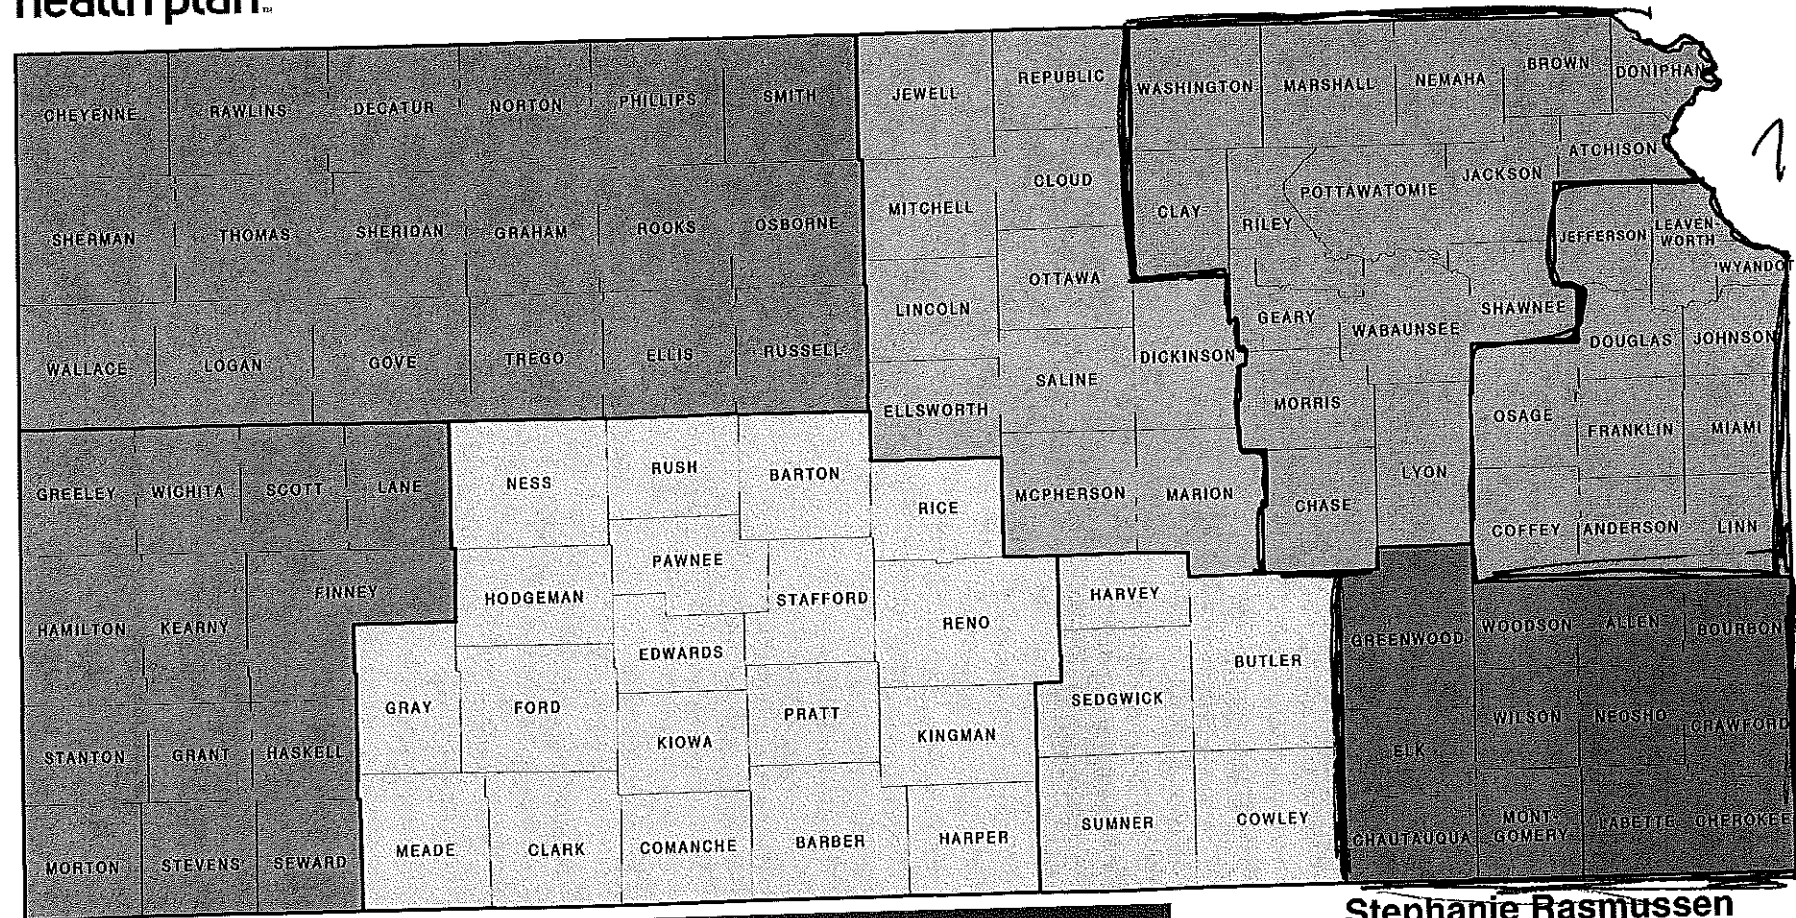 health plan™
CHEYENNE RAWLINS DECATUR NORTON PHILLIPS SMITH JEWELL REPUBLIC WASHINGTON MARSHALL NEMAHA BROWN DONIPHAN
ATCHISON
CLOUD JACKSON
MITCHELL CLAY RILEY POTTAWATOMIE
SHERMAN THOMAS SHERIDAN GRAHAM ROOKS OSBORNE JEFFERSON LEAVEN-
WORTH
OTTAWA WYANDOT
LINCOLN GEARY WABAUNSEE SHAWNEE
WALLACE LOGAN GOVE TREGO ELLIS RUSSELL DICKINSON DOUGLAS JOHNSON
SALINE
ELLSWORTH MORRIS OSAGE FRANKLIN MIAMI
GREELEY WICHITA SCOTT LANE NESS RUSH BARTON RICE MCPHERSON MARION CHASE LYON
COFFEY ANDERSON LINN
PAWNEE
FINNEY HODGEMAN STAFFORD HARVEY
HAMILTON KEARNY RENO GREENWOOD WOODSON ALLEN BOURBON
EDWARDS BUTLER
GRAY FORD PRATT SEDGWICK
KIOWA KINGMAN WILSON NEOSHO CRAWFORD
STANTON GRANT HASKELL ELK
MEADE CLARK COMANCHE BARBER HARPER SUMNER COWLEY CHAUTAUQUA MONT-
GOMERY LABETTE CHEROKEE
MORTON STEVENS SEWARD
Stephanie Rasmussen